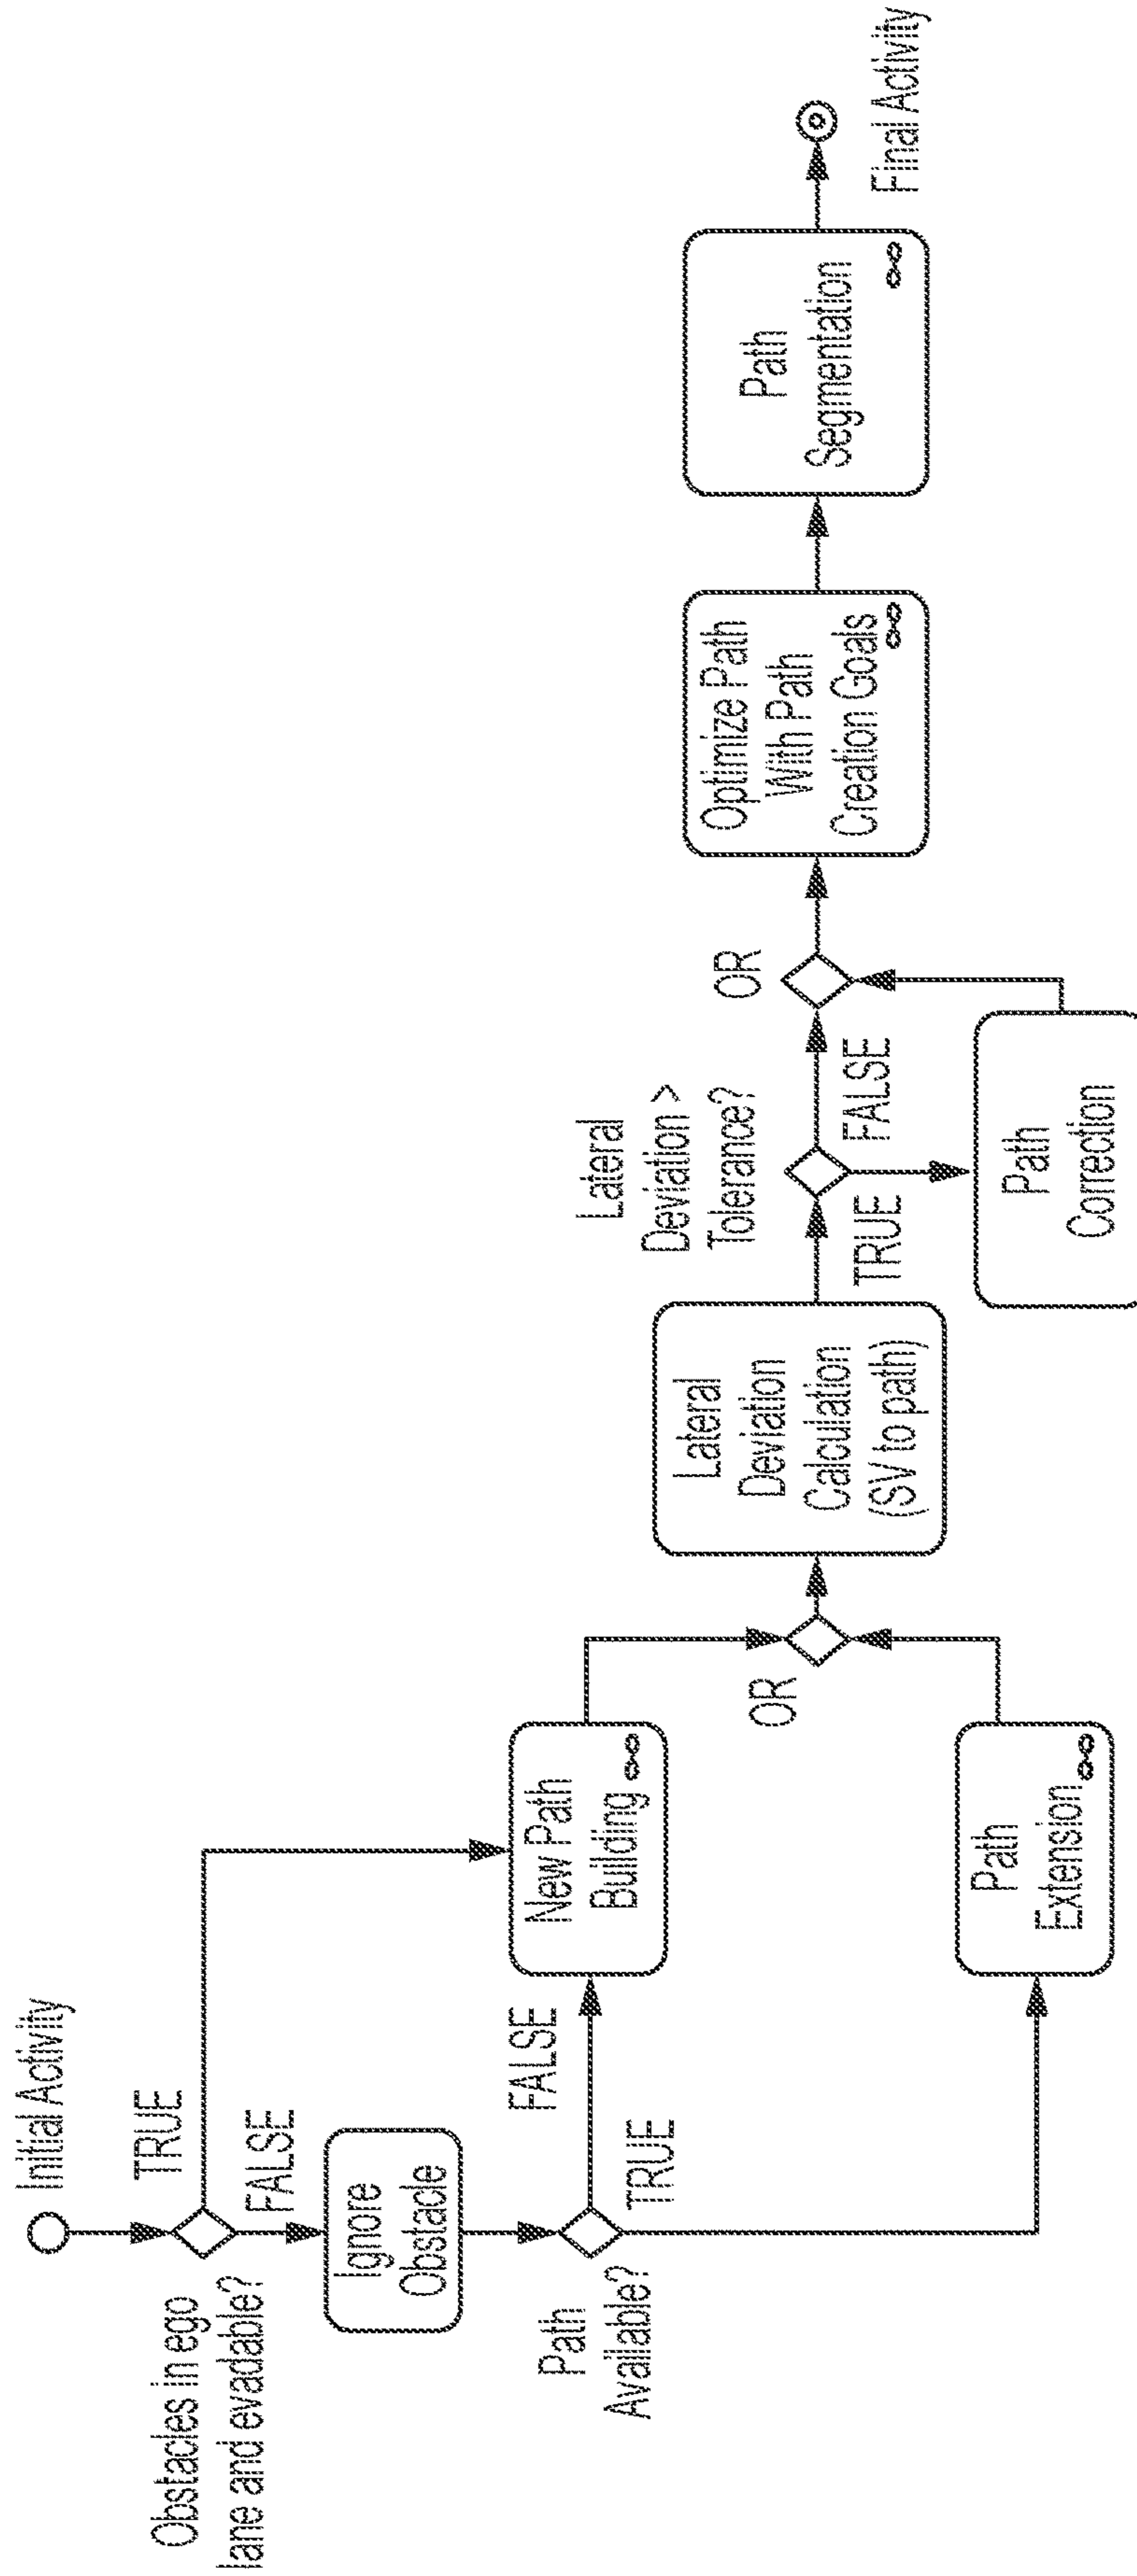 Initial Activity
Obstacles in ego
lane and evadable?
TRUE
FALSE
Ignore
Obstacle
Path
Available?
FALSE
TRUE
New Path
Building
Path
Extension
OR
Lateral
Deviation
Calculation
(SV to path)
Lateral
Deviation >
Tolerance?
TRUE
FALSE
Path
Correction
OR
Optimize Path
With Path
Creation Goals
Path
Segmentation
Final Activity